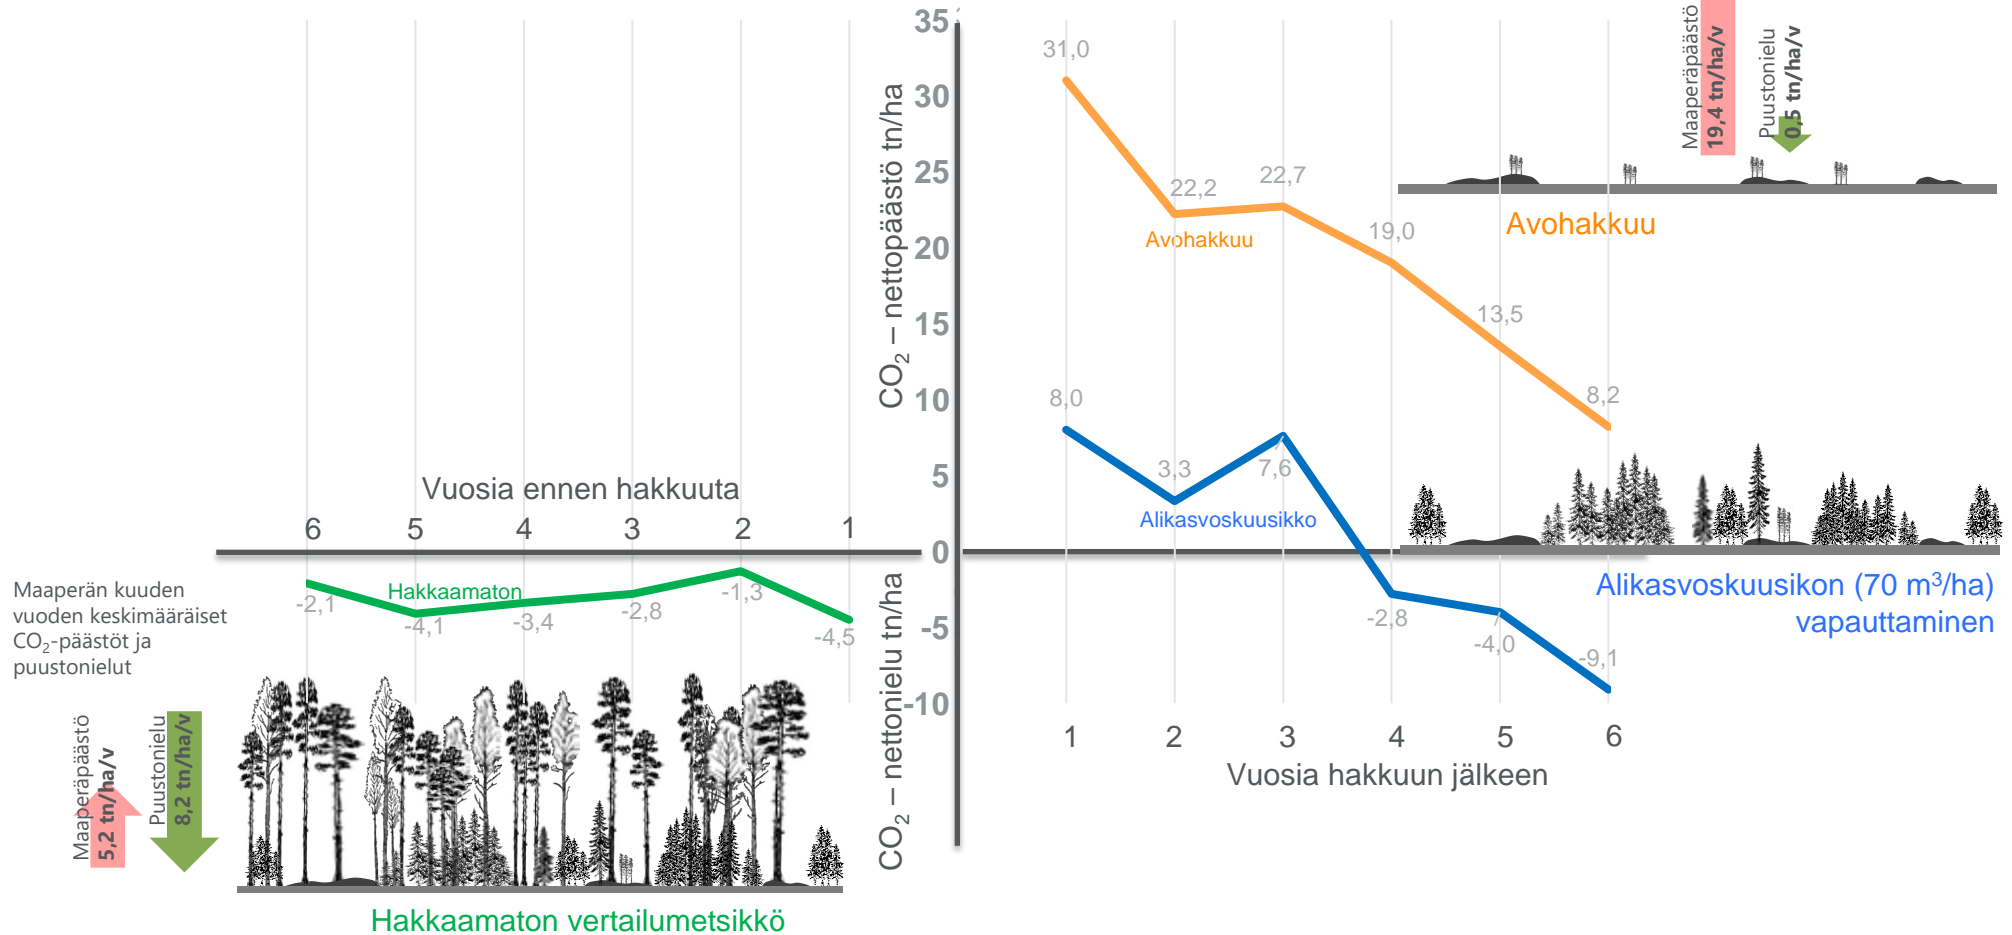 35
30
25
20
15
10
5
0
-5
-10
CO₂ – nettopäästö tn/ha
CO₂ – nettonielu tn/ha
Vuosia ennen hakkuuta
6 5 4 3 2 1
Hakkaamaton
-2,1
-4,1
-3,4
-2,8
-1,3
-4,5
Maaperän kuuden
vuoden keskimääräiset
CO₂-päästöt ja
puustonielut
Maaperäpäästö
5,2 tn/ha/v
Puustonielu
8,2 tn/ha/v
Hakkaamaton vertailumetsikkö
31,0
22,2
22,7
19,0
13,5
8,2
Avohakkuu
8,0
3,3
7,6
-2,8
-4,0
-9,1
Alikasvoskuusikko
1 2 3 4 5 6
Vuosia hakkuun jälkeen
Maaperäpäästö
19,4 tn/ha/v
Puustonielu
0,5 tn/ha/v
Avohakkuu
Alikasvoskuusikon (70 m³/ha)
vapauttaminen